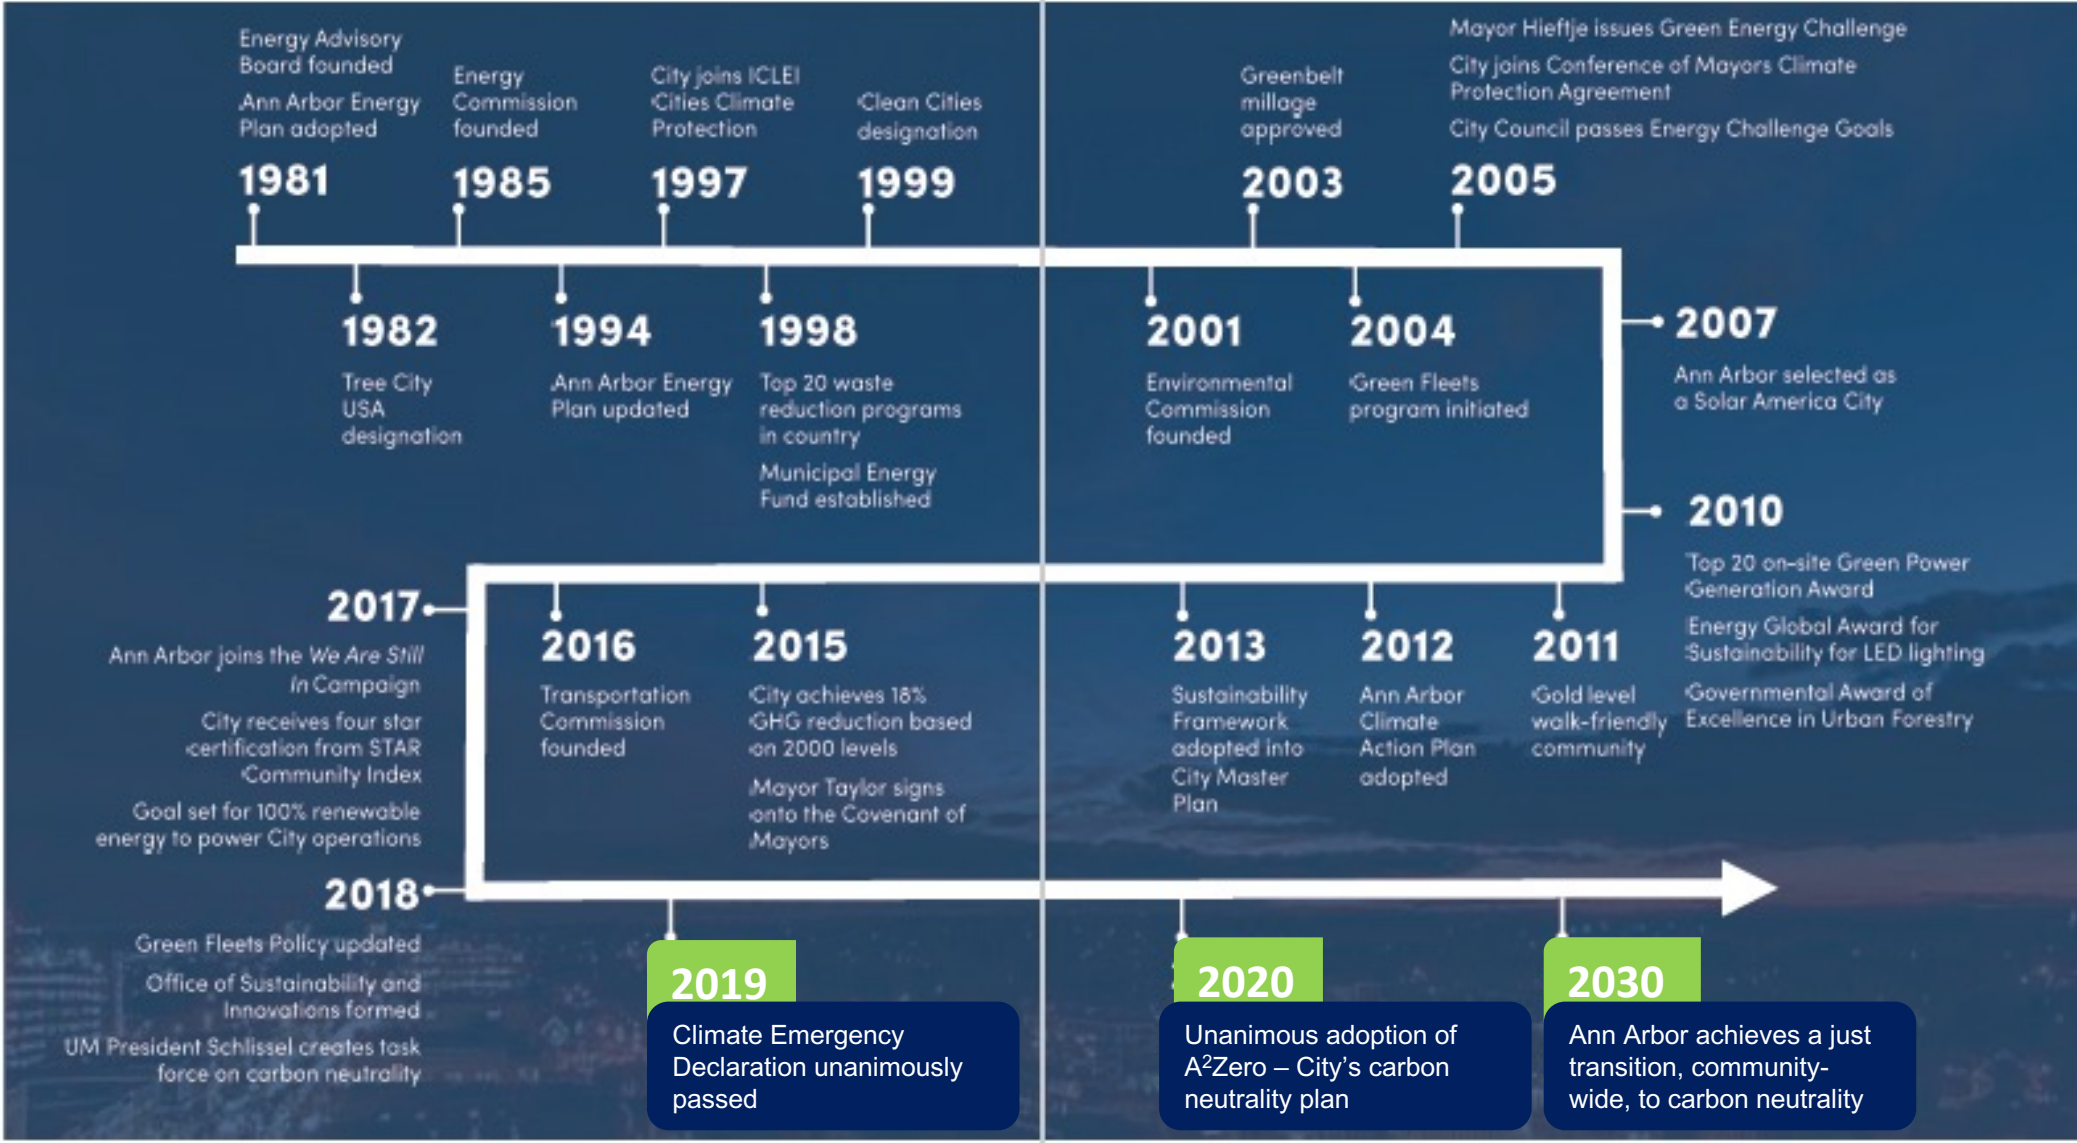 Energy Advisory
Board founded
Ann Arbor Energy
Plan adopted
1981
Tree City
USA
designation
1982
Energy
Commission
founded
1985
1994
Ann Arbor Energy
Plan updated
City joins ICLEI
Cities Climate
Protection
1997
1998
Top 20 waste
reduction programs
in country
Municipal Energy
Fund established
Clean Cities
designation
1999
2001
Environmental
Commission
founded
Greenbelt
millage
approved
2003
2004
Green Fleets
program initiated
Mayor Hieftje issues Green Energy Challenge
City joins Conference of Mayors Climate
Protection Agreement
City Council passes Energy Challenge Goals
2005
2007
Ann Arbor selected as
a Solar America City
2010
Top 20 on-site Green Power
Generation Award
Energy Global Award for
Sustainability for LED lighting
Governmental Award of
Excellence in Urban Forestry
2011
Gold level
walk-friendly
community
2012
Ann Arbor
Climate
Action Plan
adopted
2013
Sustainability
Framework
adopted into
City Master
Plan
2015
City achieves 18%
GHG reduction based
on 2000 levels
Mayor Taylor signs
onto the Covenant of
Mayors
2016
Transportation
Commission
founded
2017
Ann Arbor joins the We Are Still
In Campaign
City receives four star
certification from STAR
Community Index
Goal set for 100% renewable
energy to power City operations
2018
Green Fleets Policy updated
Office of Sustainability and
Innovations formed
UM President Schlissel creates task
force on carbon neutrality
2019
Climate Emergency
Declaration unanimously
passed
2020
Unanimous adoption of
A²Zero – City’s carbon
neutrality plan
2030
Ann Arbor achieves a just
transition, community-
wide, to carbon neutrality